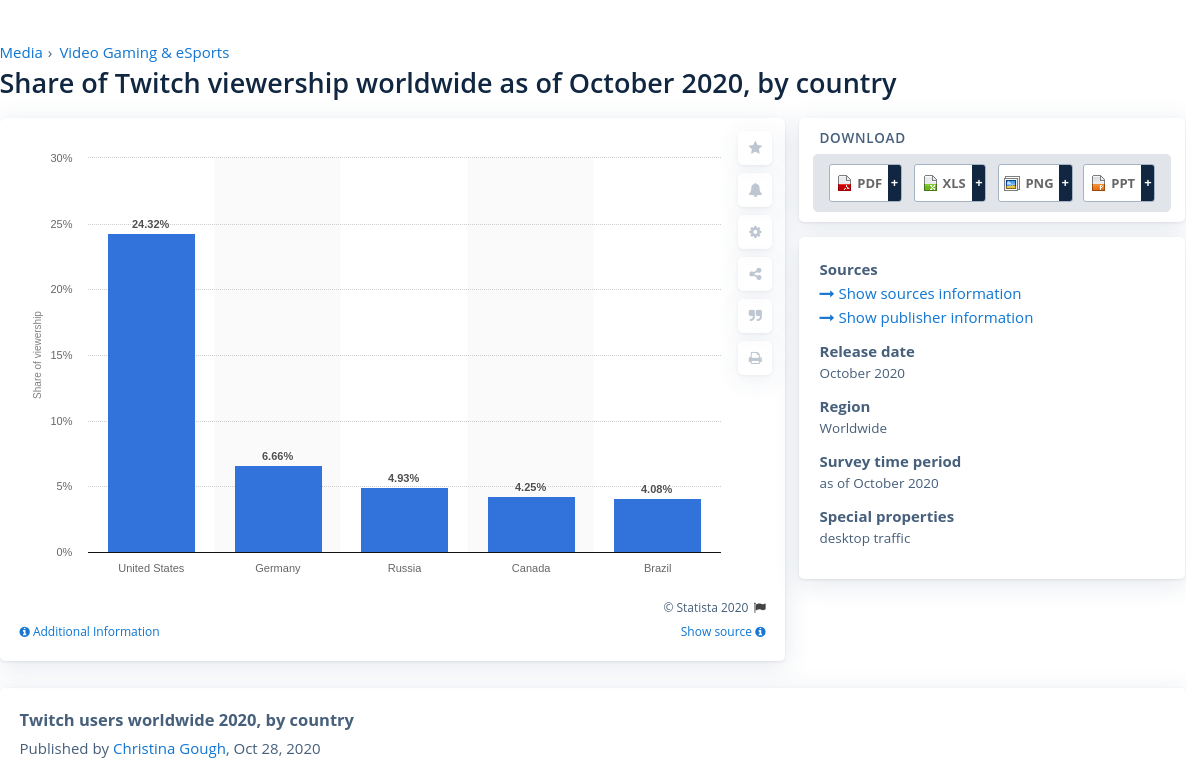 Media › Video Gaming & eSports
Share of Twitch viewership worldwide as of October 2020, by country
30%
25%
20%
15%
10%
5%
0%
Share of viewership
24.32%
6.66%
4.93%
4.25%
4.08%
United States
Germany
Russia
Canada
Brazil
© Statista 2020
Additional Information
Show source
DOWNLOAD
PDF +
XLS +
PNG +
PPT +
Sources
Show sources information
Show publisher information
Release date
October 2020
Region
Worldwide
Survey time period
as of October 2020
Special properties
desktop traffic
Twitch users worldwide 2020, by country
Published by Christina Gough, Oct 28, 2020